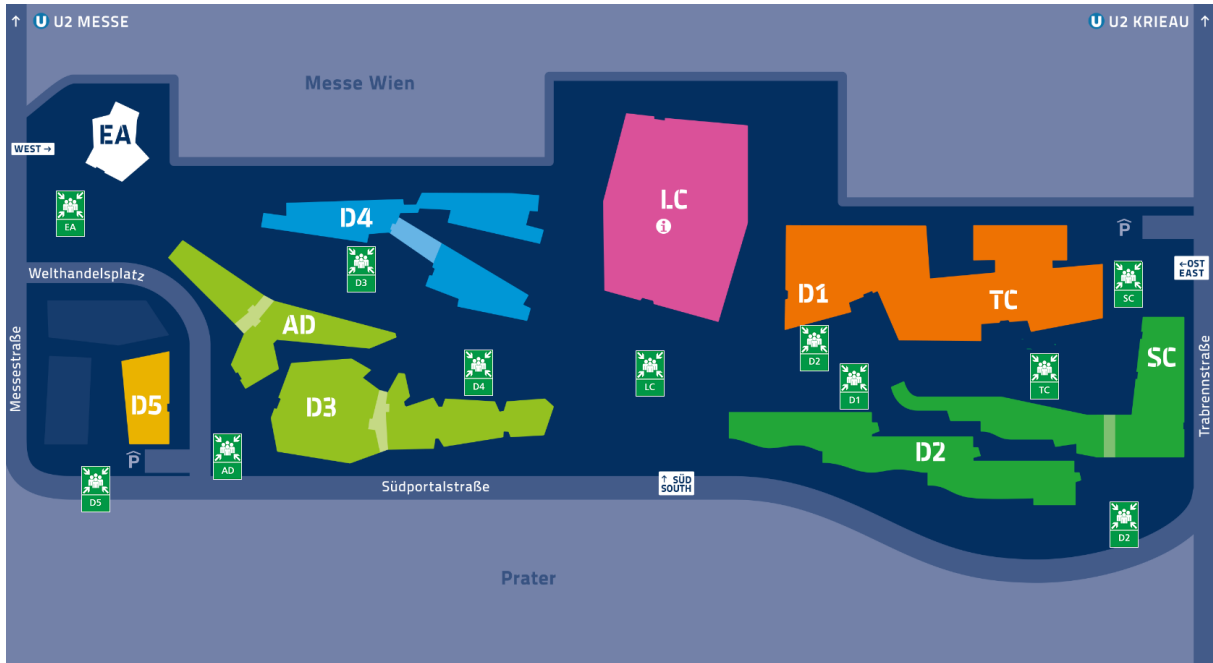 ↑ U U2 MESSE
U U2 KRIEAU ↑
Messe Wien
EA
WEST →
LC
i
D4
EA
P
Welthandelsplatz
D3
←OST
EAST
SC
D1
TC
AD
D2
SC
Messestraße
D4
LC
D1
TC
Trabrennstraße
D5
D3
D2
P
AD
↑ SÜD
SOUTH
Südportalstraße
D5
D2
Prater